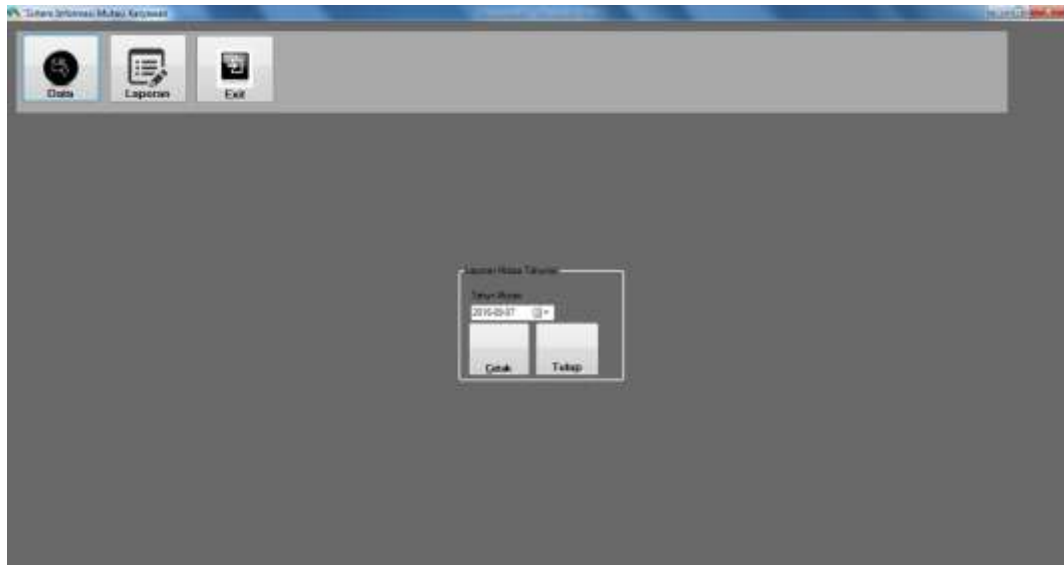 Sistem Informasi Mutasi Karyawan
Data
Laporan
Exit
Laporan Mutasi Tahunan
Tahun Mutasi
2016-09-07
Cetak
Tutup